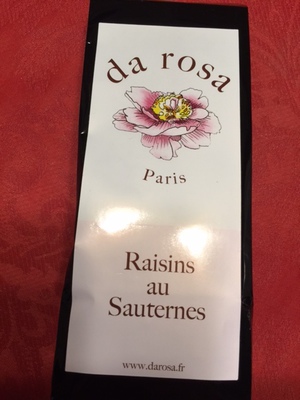 da rosa
Paris
Raisins
au
Sauternes
www.darosa.fr